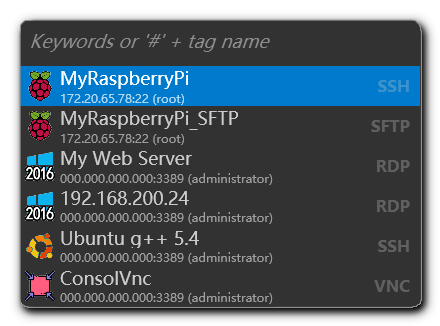 Keywords or '#' + tag name
MyRaspberryPi
SSH
172.20.65.78:22 (root)
MyRaspberryPi_SFTP
SFTP
172.20.65.78:22 (root)
My Web Server
RDP
2016
000.000.000.000:3389 (administrator)
192.168.200.24
RDP
2016
000.000.000.000:3389 (administrator)
Ubuntu g++ 5.4
SSH
000.000.000.000:3389 (administrator)
ConsolVnc
VNC
000.000.000.000:3389 (administrator)